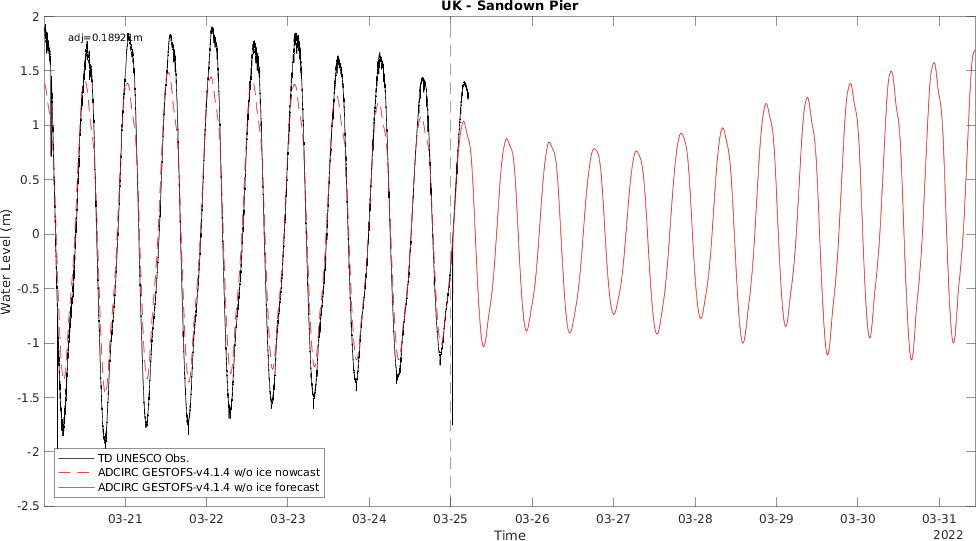 UK - Sandown Pier
adj=0.1892 m
Water Level (m)
2
1.5
1
0.5
0
-0.5
-1
-1.5
-2
-2.5
TD UNESCO Obs.
ADCIRC GESTOFS-v4.1.4 w/o ice nowcast
ADCIRC GESTOFS-v4.1.4 w/o ice forecast
03-21 03-22 03-23 03-24 03-25 03-26 03-27 03-28 03-29 03-30 03-31
Time
2022